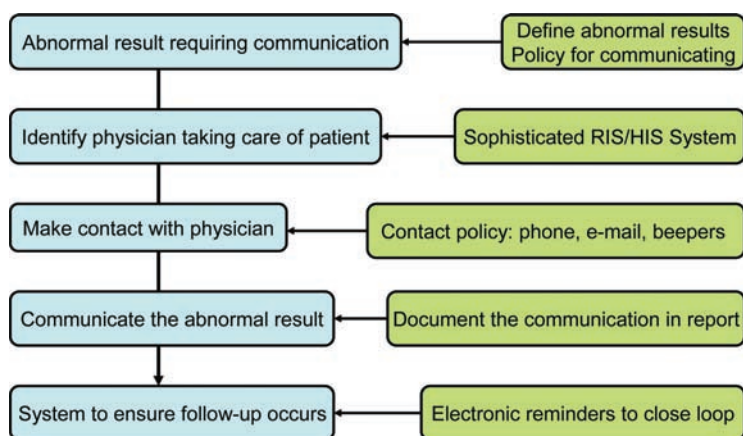 Abnormal result requiring communication
Define abnormal results
Policy for communicating
Identify physician taking care of patient
Sophisticated RIS/HIS System
Make contact with physician
Contact policy: phone, e-mail, beepers
Communicate the abnormal result
Document the communication in report
System to ensure follow-up occurs
Electronic reminders to close loop